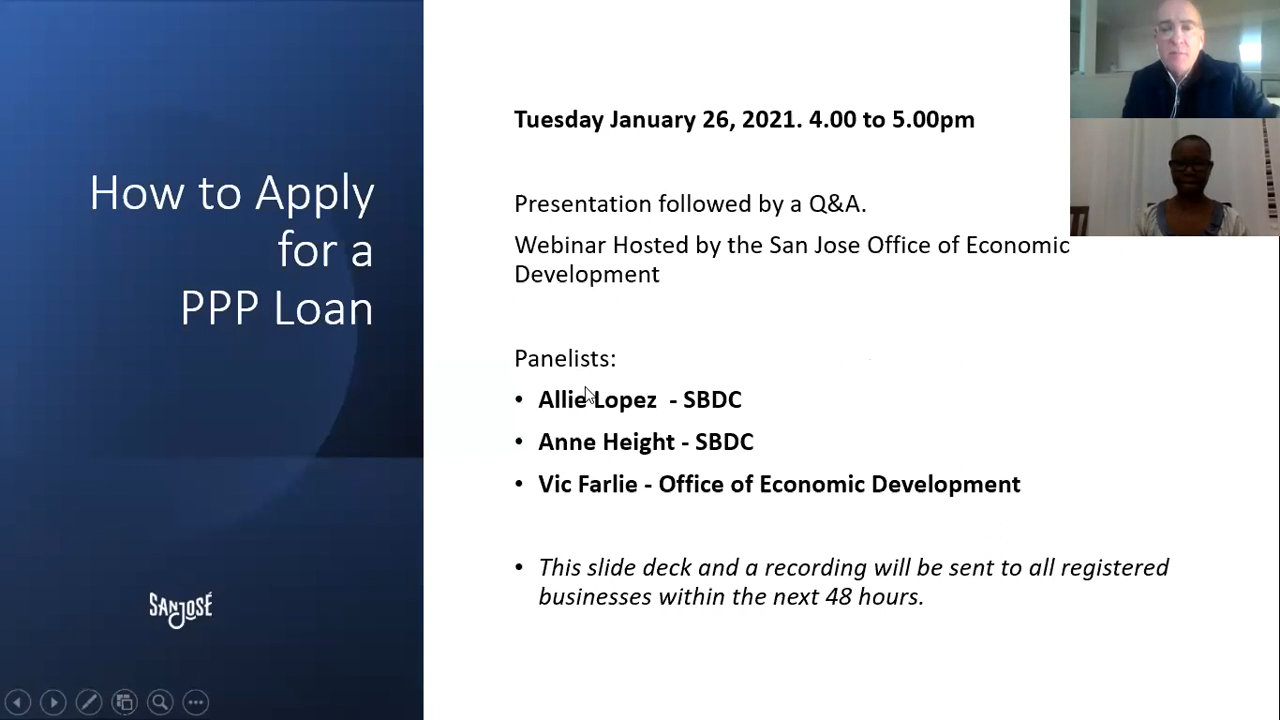 How to Apply
for a
PPP Loan
SAN JOSÉ
Tuesday January 26, 2021. 4.00 to 5.00pm
Presentation followed by a Q&A.
Webinar Hosted by the San Jose Office of Economic
Development
Panelists:
• Allie Lopez  - SBDC
• Anne Height - SBDC
• Vic Farlie - Office of Economic Development
• This slide deck and a recording will be sent to all registered
businesses within the next 48 hours.